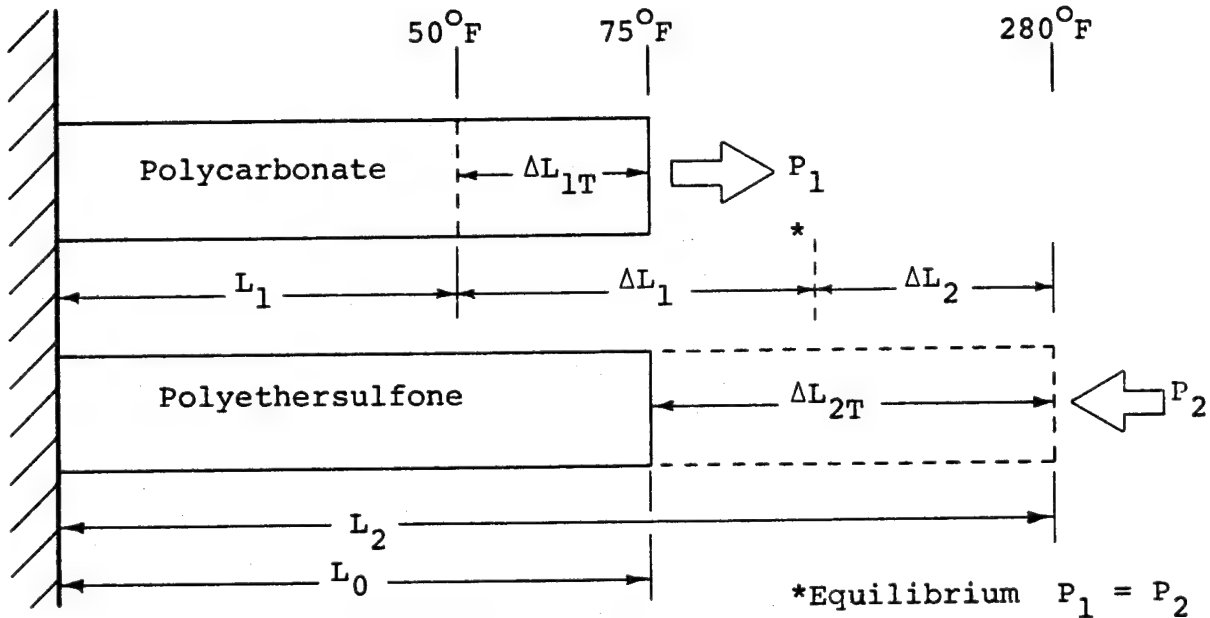 50°F 75°F 280°F
Polycarbonate ΔL₁T P₁
*
L₁ ΔL₁ ΔL₂
Polyethersulfone ΔL₂T P₂
L₂
L₀
*Equilibrium P₁ = P₂